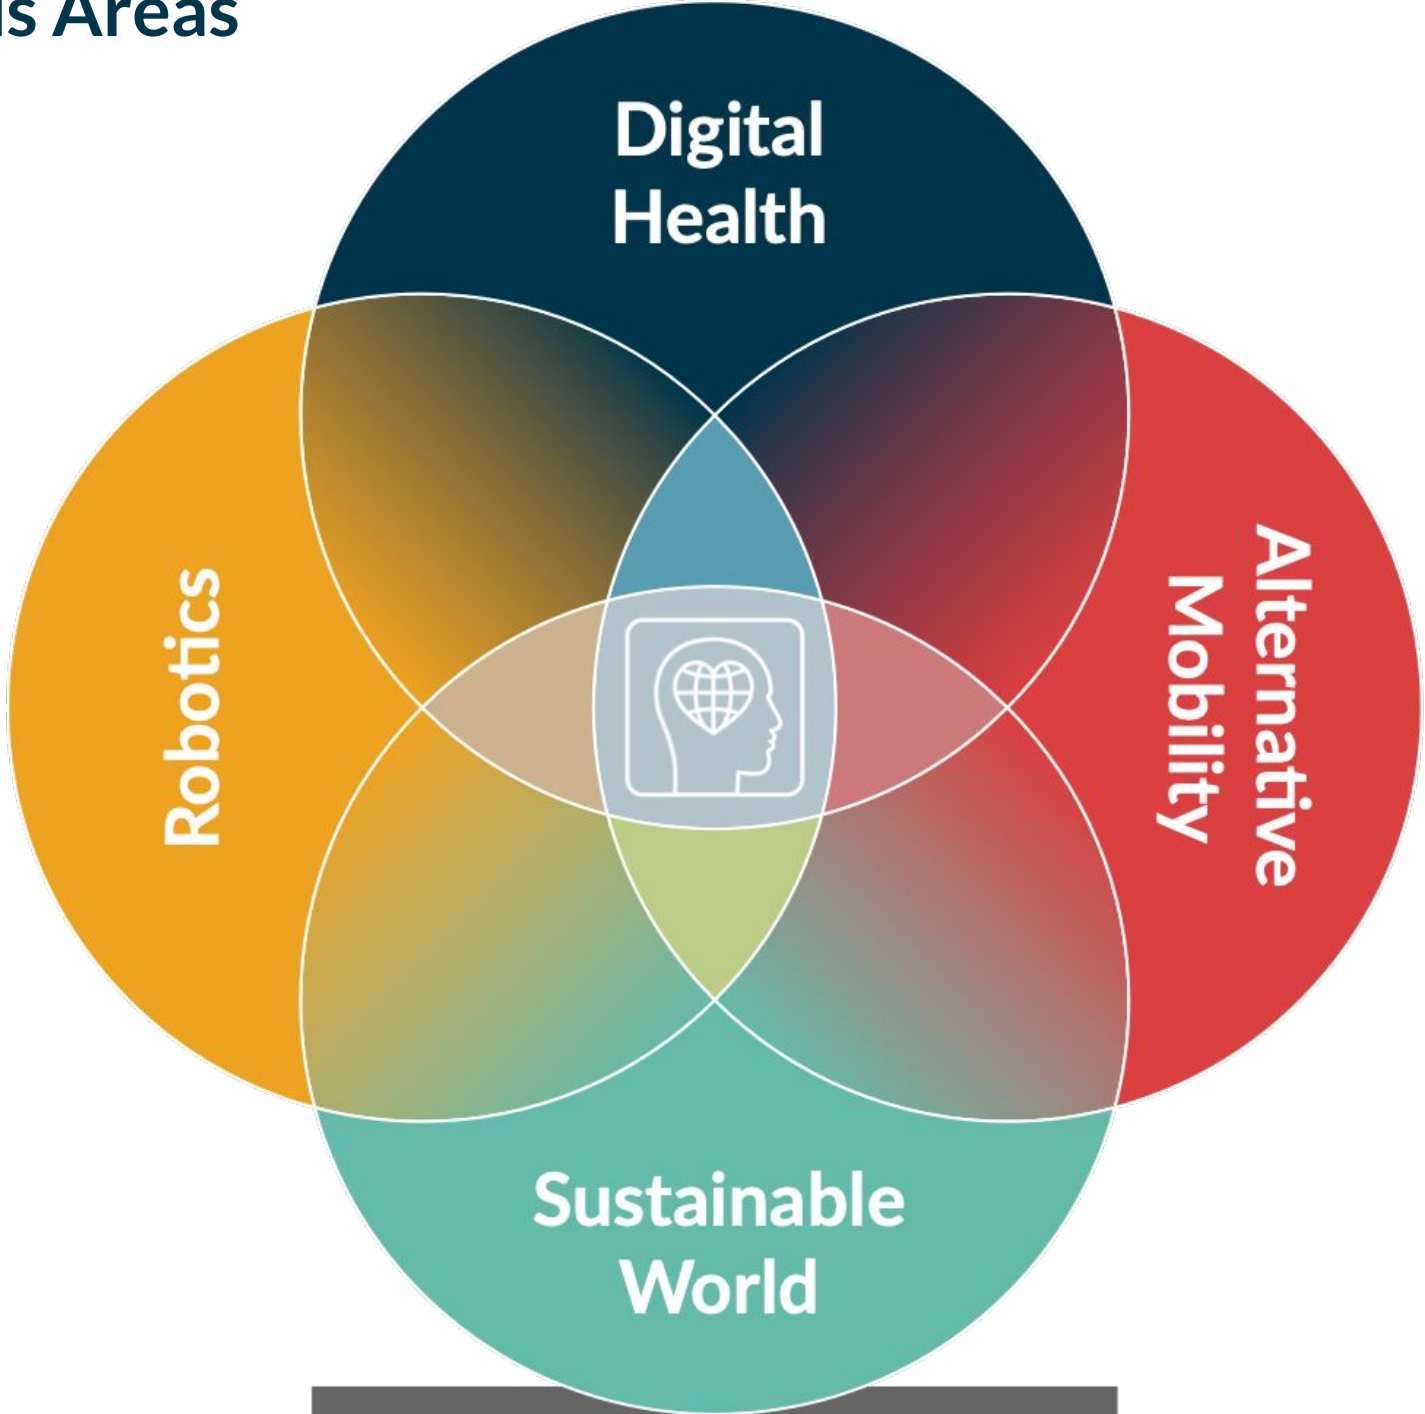 Areas
Digital
Health
Robotics
Alternative
Mobility
Sustainable
World